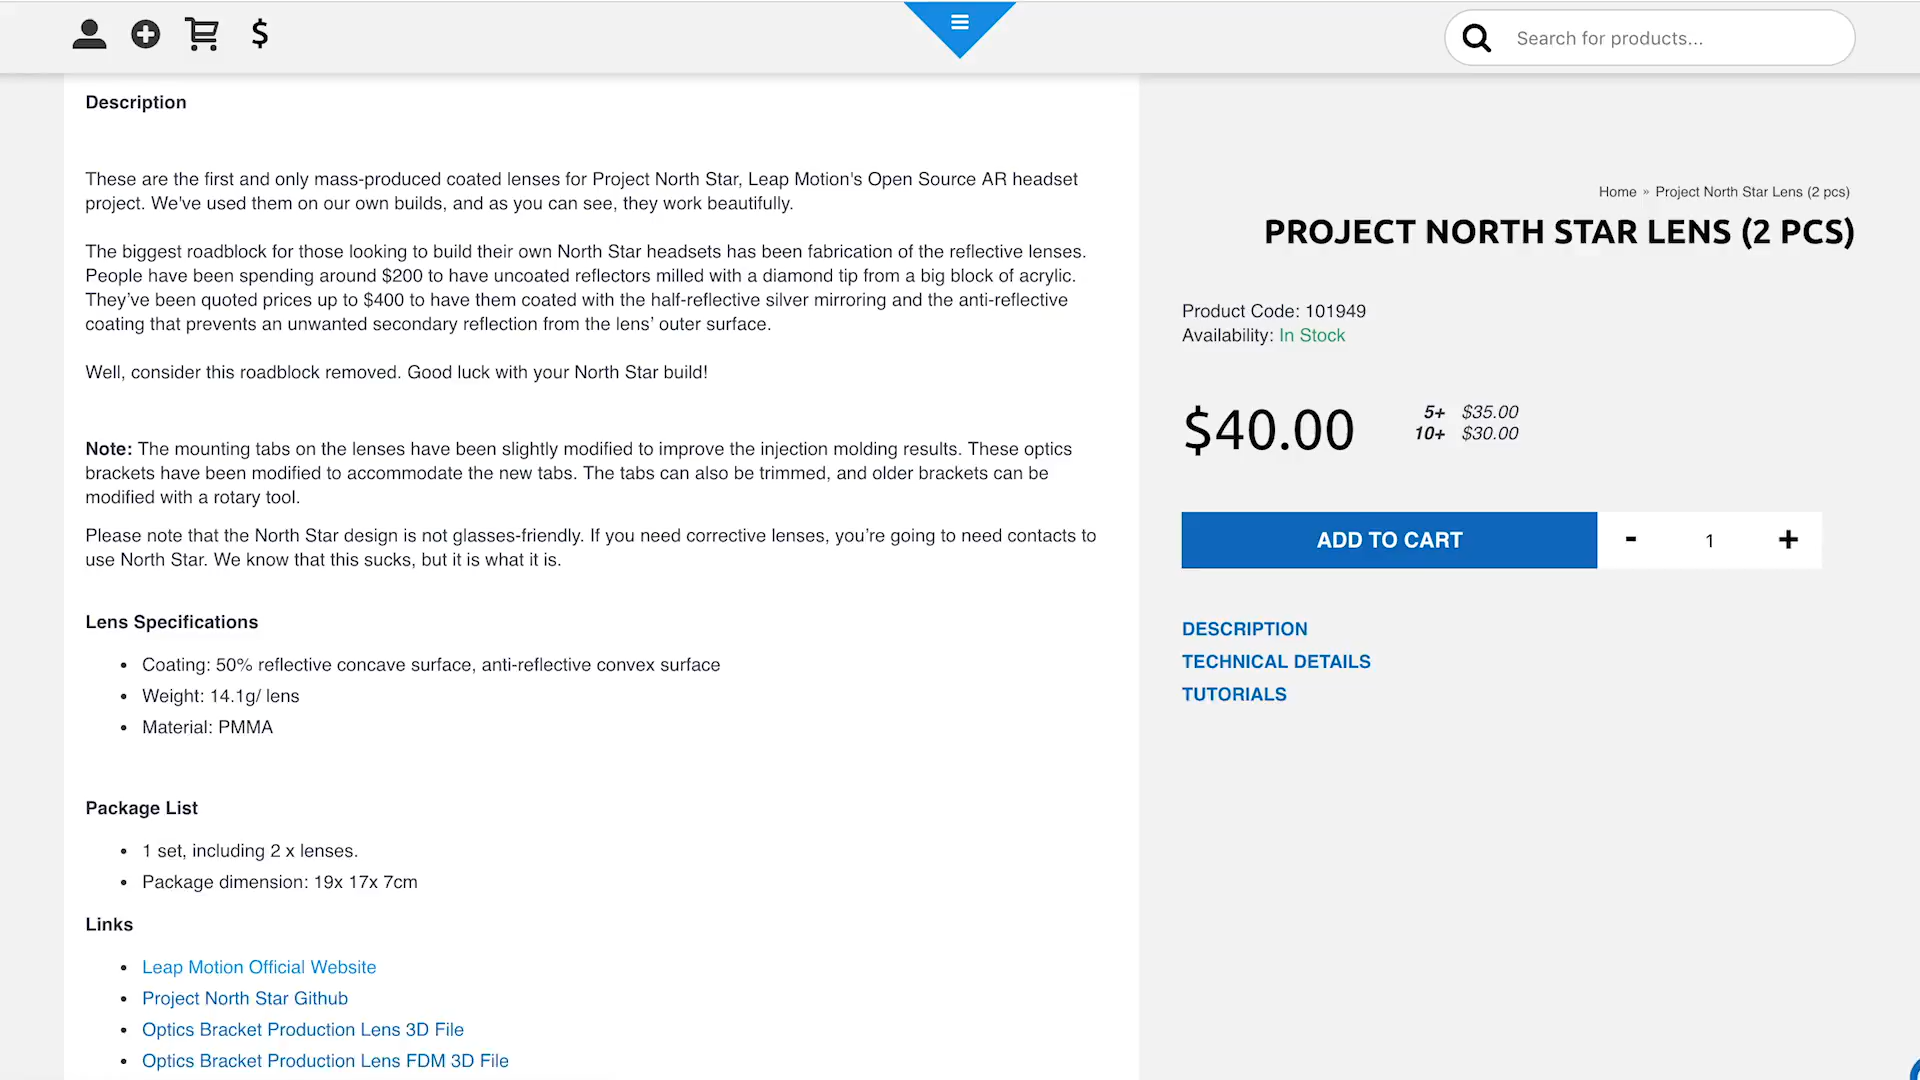 $
Search for products...
Description
These are the first and only mass-produced coated lenses for Project North Star, Leap Motion's Open Source AR headset
project. We've used them on our own builds, and as you can see, they work beautifully.
The biggest roadblock for those looking to build their own North Star headsets has been fabrication of the reflective lenses.
People have been spending around $200 to have uncoated reflectors milled with a diamond tip from a big block of acrylic.
They’ve been quoted prices up to $400 to have them coated with the half-reflective silver mirroring and the anti-reflective
coating that prevents an unwanted secondary reflection from the lens’ outer surface.
Well, consider this roadblock removed. Good luck with your North Star build!
Note: The mounting tabs on the lenses have been slightly modified to improve the injection molding results. These optics
brackets have been modified to accommodate the new tabs. The tabs can also be trimmed, and older brackets can be
modified with a rotary tool.
Please note that the North Star design is not glasses-friendly. If you need corrective lenses, you’re going to need contacts to
use North Star. We know that this sucks, but it is what it is.
Lens Specifications
• Coating: 50% reflective concave surface, anti-reflective convex surface
• Weight: 14.1g/ lens
• Material: PMMA
Package List
• 1 set, including 2 x lenses.
• Package dimension: 19x 17x 7cm
Links
• Leap Motion Official Website
• Project North Star Github
• Optics Bracket Production Lens 3D File
• Optics Bracket Production Lens FDM 3D File
Home » Project North Star Lens (2 pcs)
PROJECT NORTH STAR LENS (2 PCS)
Product Code: 101949
Availability: In Stock
$40.00
5+ $35.00
10+ $30.00
ADD TO CART - 1 +
DESCRIPTION
TECHNICAL DETAILS
TUTORIALS